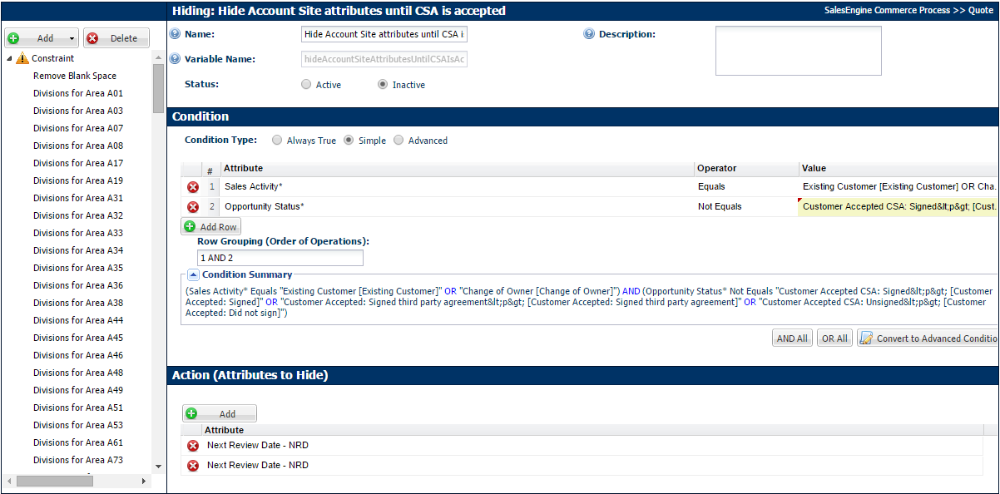 Hiding: Hide Account Site attributes until CSA is accepted
SalesEngine Commerce Process >> Quote
Add
Delete
Constraint
Remove Blank Space
Divisions for Area A01
Divisions for Area A03
Divisions for Area A07
Divisions for Area A08
Divisions for Area A17
Divisions for Area A19
Divisions for Area A31
Divisions for Area A32
Divisions for Area A33
Divisions for Area A34
Divisions for Area A35
Divisions for Area A36
Divisions for Area A38
Divisions for Area A44
Divisions for Area A45
Divisions for Area A46
Divisions for Area A48
Divisions for Area A49
Divisions for Area A51
Divisions for Area A53
Divisions for Area A61
Divisions for Area A73
Name:
Hide Account Site attributes until CSA i
Description:
Variable Name:
hideAccountSiteAttributesUntilCSAIsAc
Status:
Active
Inactive
Condition
Condition Type:
Always True
Simple
Advanced
# Attribute Operator Value
1 Sales Activity* Equals Existing Customer [Existing Customer] OR Cha.
2 Opportunity Status* Not Equals Customer Accepted CSA: Signed&lt;p&gt; [Cust.
Add Row
Row Grouping (Order of Operations):
1 AND 2
Condition Summary
(Sales Activity* Equals "Existing Customer [Existing Customer]" OR "Change of Owner [Change of Owner]") AND (Opportunity Status* Not Equals "Customer Accepted CSA: Signed&lt;p&gt; [Customer
Accepted: Signed]" OR "Customer Accepted: Signed third party agreement&lt;p&gt; [Customer Accepted: Signed third party agreement]" OR "Customer Accepted CSA: Unsigned&lt;p&gt; [Customer
Accepted: Did not sign]")
AND All
OR All
Convert to Advanced Conditio
Action (Attributes to Hide)
Add
Attribute
Next Review Date - NRD
Next Review Date - NRD